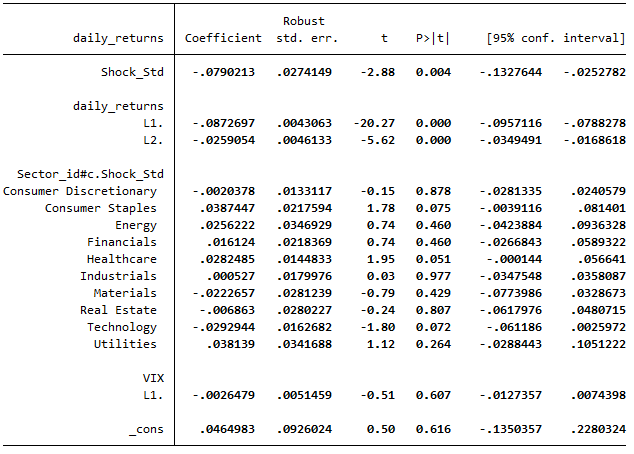 Robust
daily_returns Coefficient std. err. t P>|t| [95% conf. interval]
Shock_Std -.0790213 .0274149 -2.88 0.004 -.1327644 -.0252782
daily_returns
L1. -.0872697 .0043063 -20.27 0.000 -.0957116 -.0788278
L2. -.0259054 .0046133 -5.62 0.000 -.0349491 -.0168618
Sector_id#c.Shock_Std
Consumer Discretionary -.0020378 .0133117 -0.15 0.878 -.0281335 .0240579
Consumer Staples .0387447 .0217594 1.78 0.075 -.0039116 .081401
Energy .0256222 .0346929 0.74 0.460 -.0423884 .0936328
Financials .016124 .0218369 0.74 0.460 -.0266843 .0589322
Healthcare .0282485 .0144833 1.95 0.051 -.000144 .056641
Industrials .000527 .0179976 0.03 0.977 -.0347548 .0358087
Materials -.0222657 .0281239 -0.79 0.429 -.0773986 .0328673
Real Estate -.006863 .0280227 -0.24 0.807 -.0617976 .0480715
Technology -.0292944 .0162682 -1.80 0.072 -.061186 .0025972
Utilities .038139 .0341688 1.12 0.264 -.0288443 .1051222
VIX
L1. -.0026479 .0051459 -0.51 0.607 -.0127357 .0074398
_cons .0464983 .0926024 0.50 0.616 -.1350357 .2280324